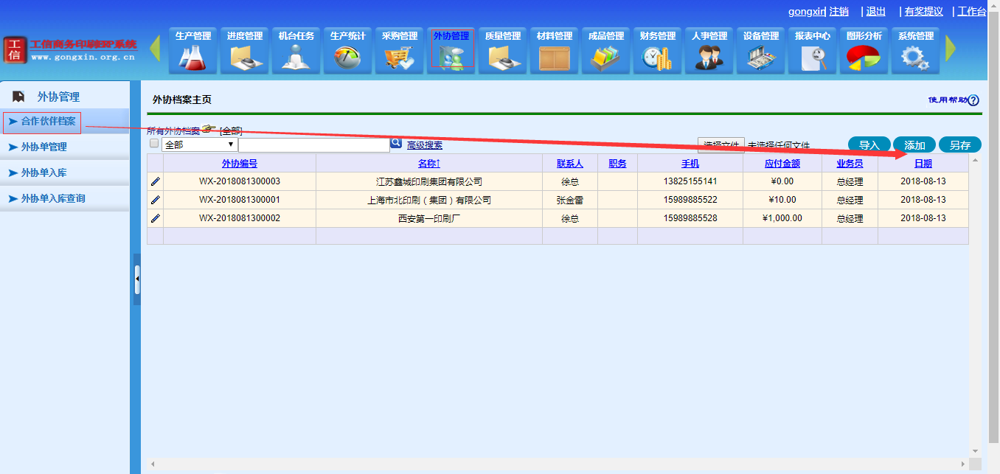 gongxin 注销 | 退出 | 有奖提议 | 工作台
工信
工信商务印刷ERP系统
www.gongxin.org.cn
生产管理 进度管理 机台任务 生产统计 采购管理 外协管理 质量管理 材料管理 成品管理 财务管理 人事管理 设备管理 报表中心 图形分析 系统管理
外协管理
合作伙伴档案
外协单管理
外协单入库
外协单入库查询
外协档案主页 使用帮助?
所有外协档案 [全部]
全部 高级搜索 选择文件 未选择任何文件 导入 添加 另存
外协编号 名称↑ 联系人 职务 手机 应付金额 业务员 日期
WX-2018081300003 江苏鑫城印刷集团有限公司 徐总 13825155141 ¥0.00 总经理 2018-08-13
WX-2018081300001 上海市北印刷（集团）有限公司 张金雷 15989885522 ¥10.00 总经理 2018-08-13
WX-2018081300002 西安第一印刷厂 徐总 15989885528 ¥1,000.00 总经理 2018-08-13